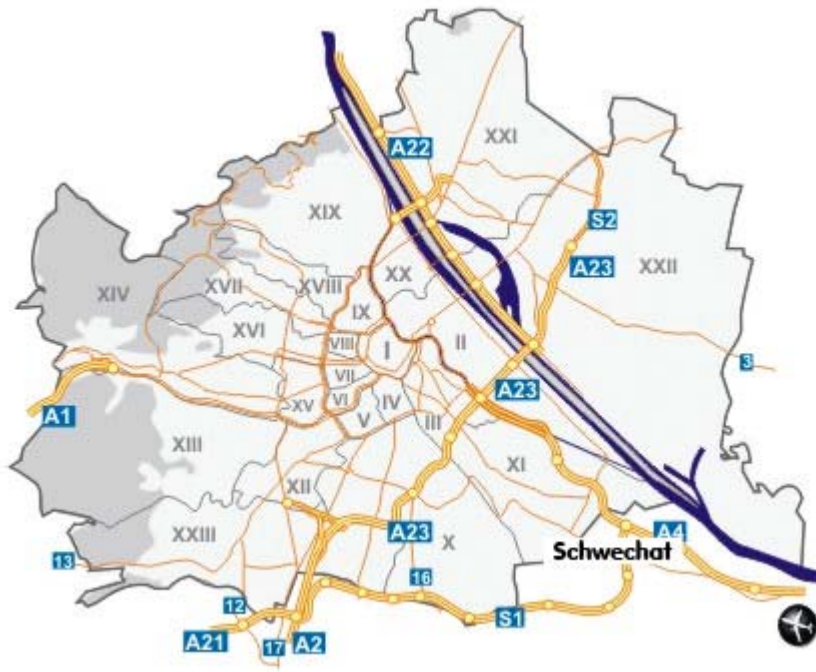 XXI
A22
XIX
S2
A23
XXII
XX
XIV
XVII
XVIII
IX
XVI
VIII
I
II
3
VII
A23
VI
IV
XV
A1
V
III
XIII
XI
XII
A23
A4
XXIII
X
Schwechat
13
16
12
S1
A21
17
A2